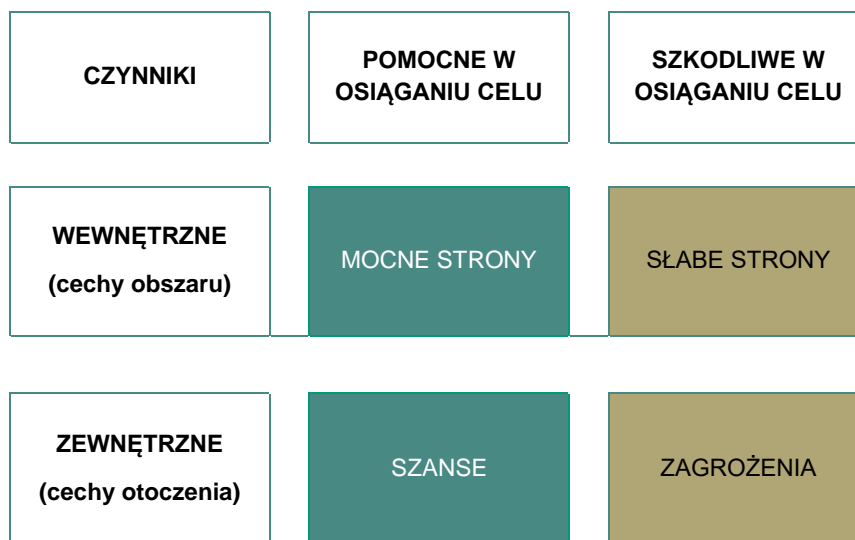 CZYNNIKI
POMOCNE W
OSIĄGANIU CELU
SZKODLIWE W
OSIĄGANIU CELU
WEWNĘTRZNE
(cechy obszaru)
MOCNE STRONY
SŁABE STRONY
ZEWNĘTRZNE
(cechy otoczenia)
SZANSE
ZAGROŻENIA